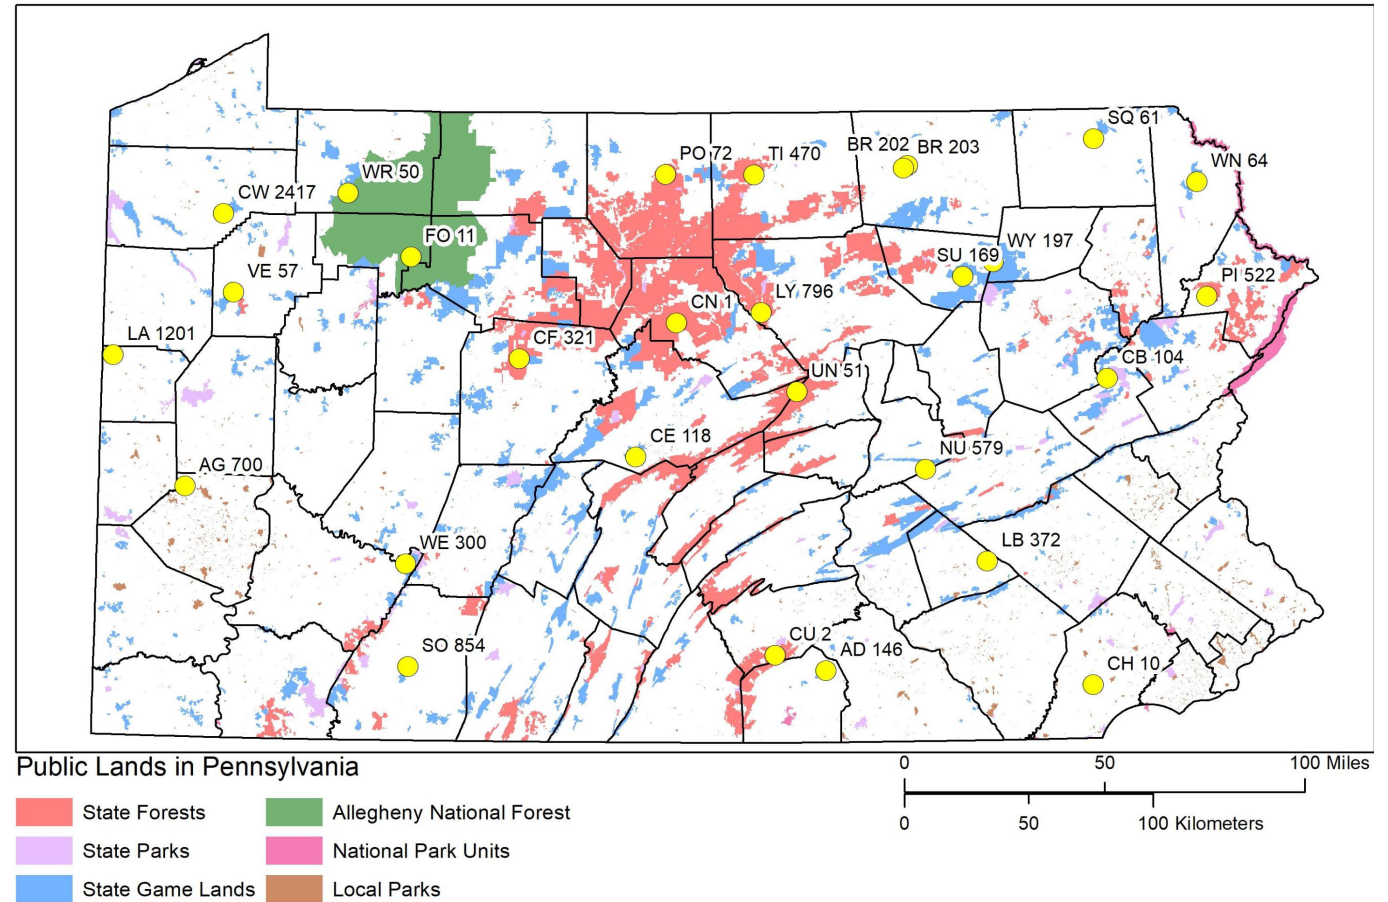 SQ 61
BR 202
BR 203
PO 72
TI 470
WN 64
WR 50
CW 2417
FO 11
WY 197
SU 169
VE 57
PI 522
LY 796
CN 1
LA 1201
CF 321
CB 104
UN 51
CE 118
NU 579
AG 700
WE 300
LB 372
CU 2
SO 854
AD 146
CH 10
Public Lands in Pennsylvania
0 50 100 Miles
0 50 100 Kilometers
State Forests
Allegheny National Forest
State Parks
National Park Units
State Game Lands
Local Parks